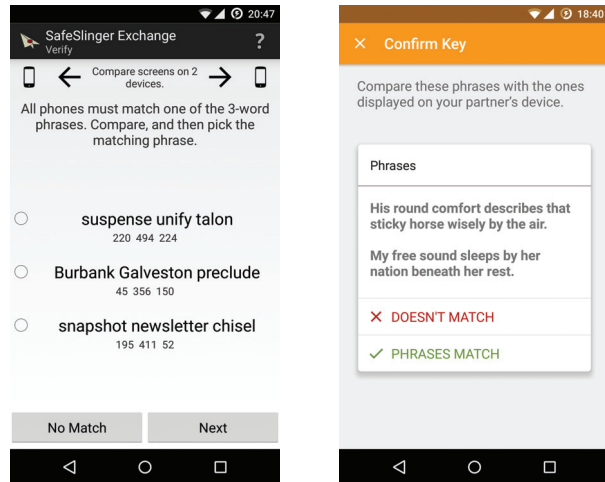 20:47
SafeSlinger Exchange
Verify
?
Compare screens on 2
devices.
All phones must match one of the 3-word
phrases. Compare, and then pick the
matching phrase.
suspense unify talon
220 494 224
Burbank Galveston preclude
45 356 150
snapshot newsletter chisel
195 411 52
No Match
Next
18:40
Confirm Key
Compare these phrases with the ones
displayed on your partner's device.
Phrases
His round comfort describes that
sticky horse wisely by the air.
My free sound sleeps by her
nation beneath her rest.
DOESN'T MATCH
PHRASES MATCH